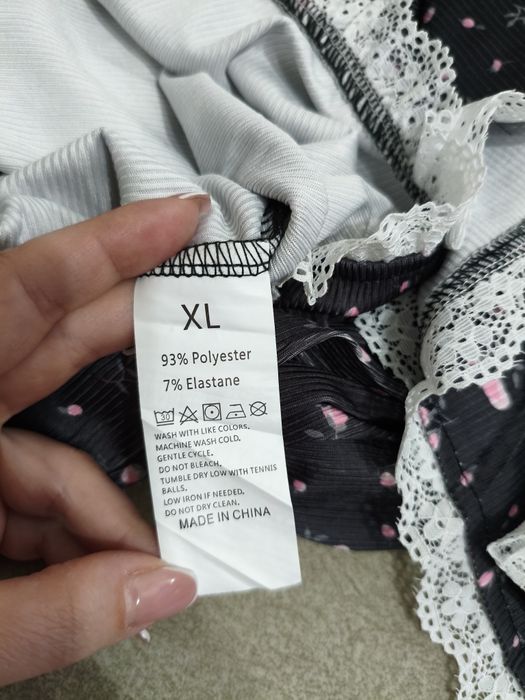 XL
93% Polyester
7% Elastane
30
WASH WITH LIKE COLORS.
MACHINE WASH COLD.
GENTLE CYCLE.
DO NOT BLEACH.
TUMBLE DRY LOW WITH TENNIS
BALLS.
LOW IRON IF NEEDED.
DO NOT DRY CLEAN.
MADE IN CHINA